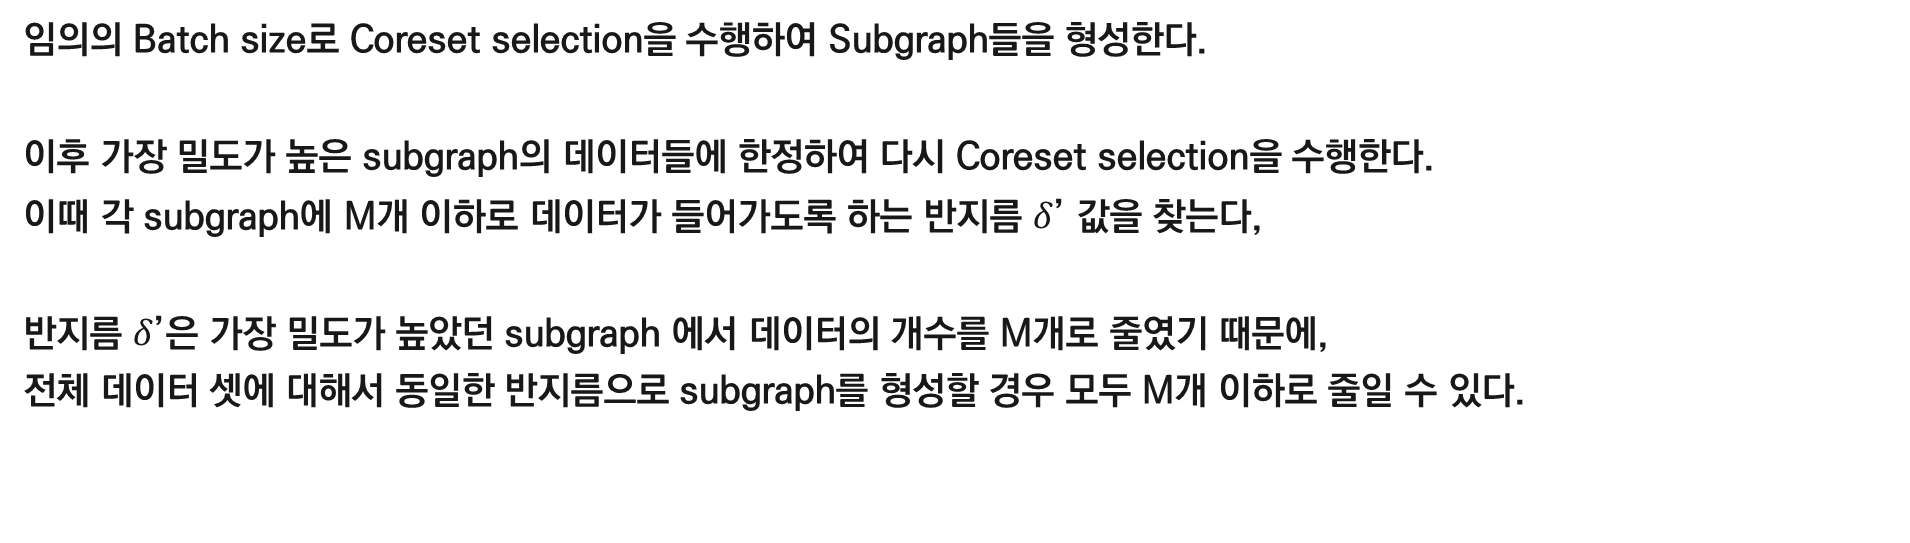 임의의 Batch size로 Coreset selection을 수행하여 Subgraph들을 형성한다.
이후 가장 밀도가 높은 subgraph의 데이터들에 한정하여 다시 Coreset selection을 수행한다.
이때 각 subgraph에 M개 이하로 데이터가 들어가도록 하는 반지름 𝛿’ 값을 찾는다,
반지름 𝛿’은 가장 밀도가 높았던 subgraph 에서 데이터의 개수를 M개로 줄였기 때문에,
전체 데이터 셋에 대해서 동일한 반지름으로 subgraph를 형성할 경우 모두 M개 이하로 줄일 수 있다.